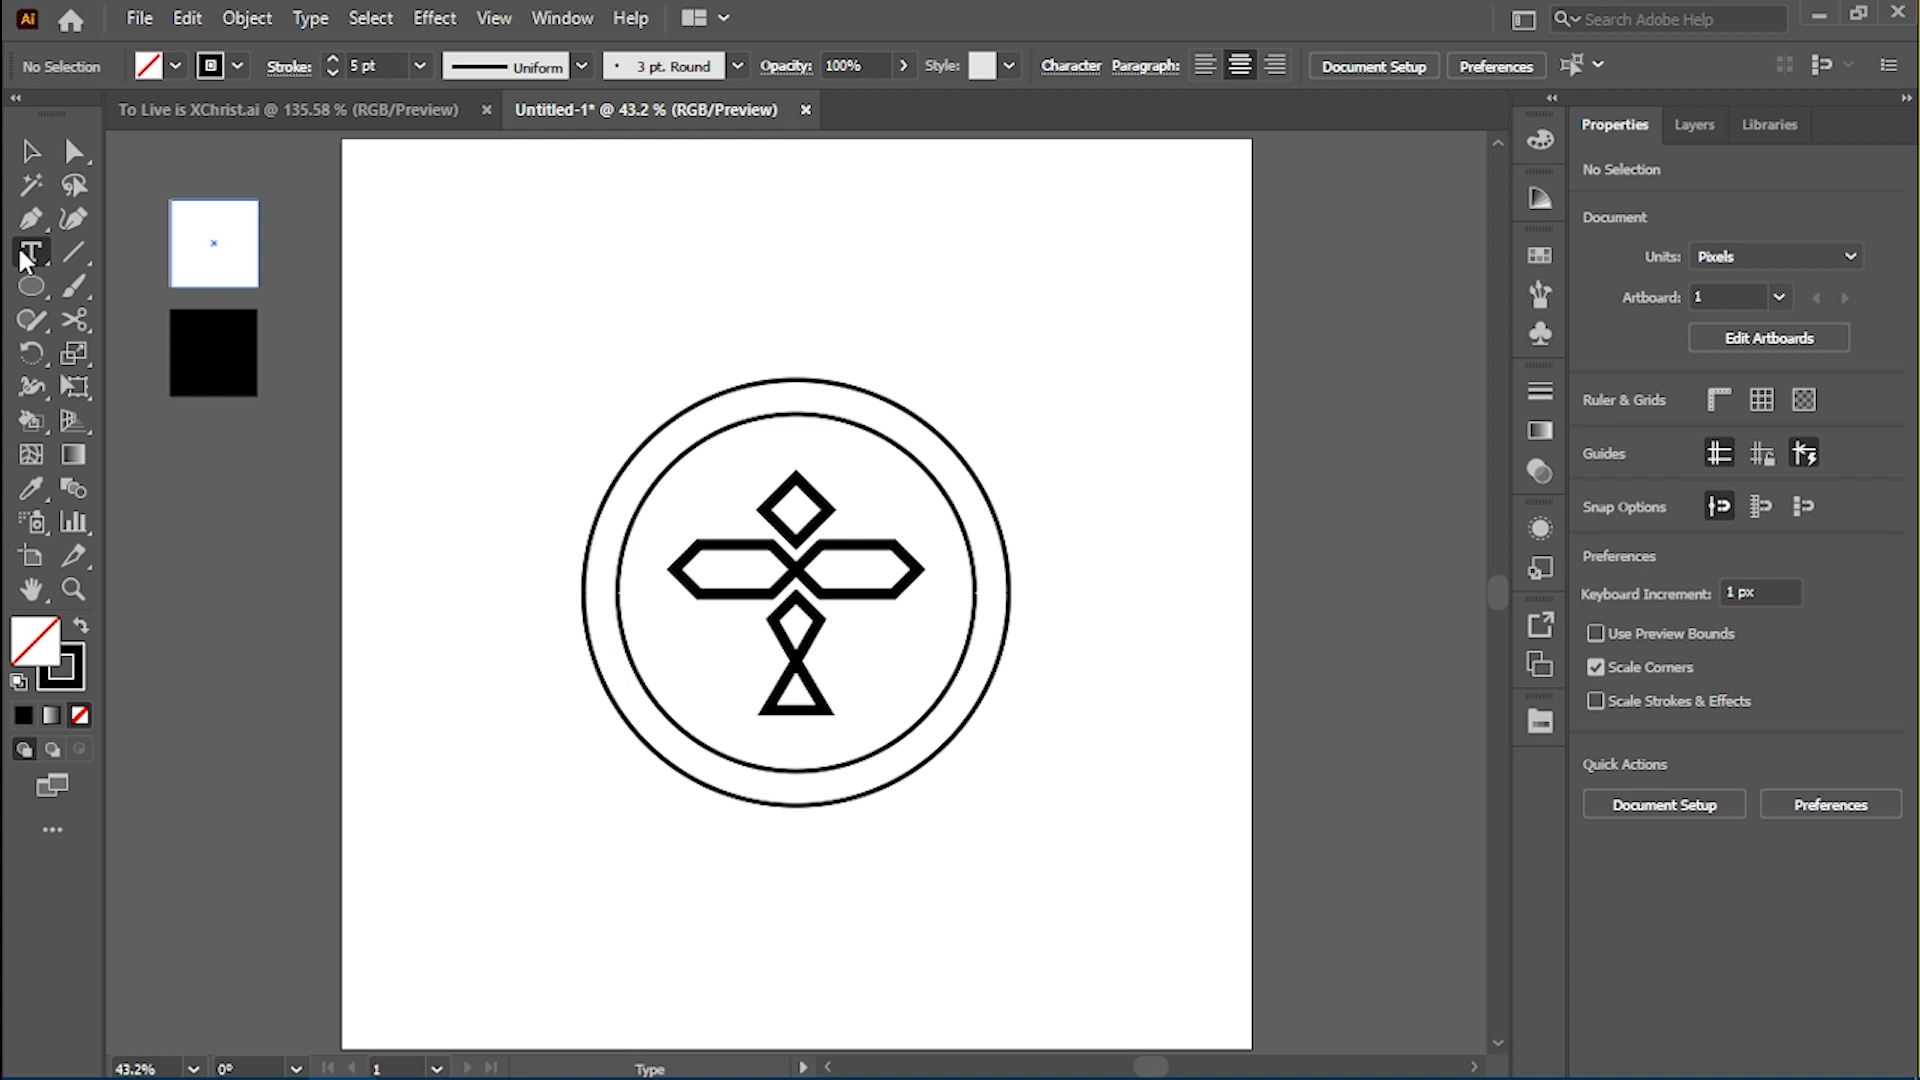 Ai File Edit Object Type Select Effect View Window Help Search Adobe Help
No Selection Stroke: 5 pt Uniform 3 pt. Round Opacity: 100% Style: Character Paragraph: Document Setup Preferences
To Live is XChrist.ai @ 135.58 % (RGB/Preview) Untitled-1* @ 43.2 % (RGB/Preview)
Properties Layers Libraries
No Selection
Document
Units: Pixels
Artboard: 1
Edit Artboards
Ruler & Grids
Guides
Snap Options
Preferences
Keyboard Increment: 1 px
Use Preview Bounds
Scale Corners
Scale Strokes & Effects
Quick Actions
Document Setup Preferences
43.2% 0° 1 Type